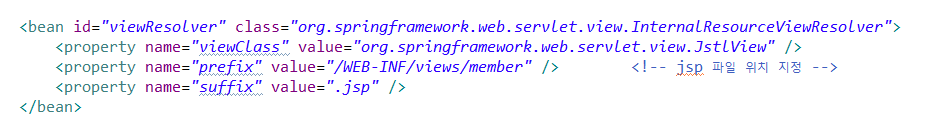 <bean id="viewResolver" class="org.springframework.web.servlet.view.InternalResourceViewResolver">
<property name="viewClass" value="org.springframework.web.servlet.view.JstlView" />
<property name="prefix" value="/WEB-INF/views/member" /> <!-- jsp 파일 위치 지정 -->
<property name="suffix" value=".jsp" />
</bean>